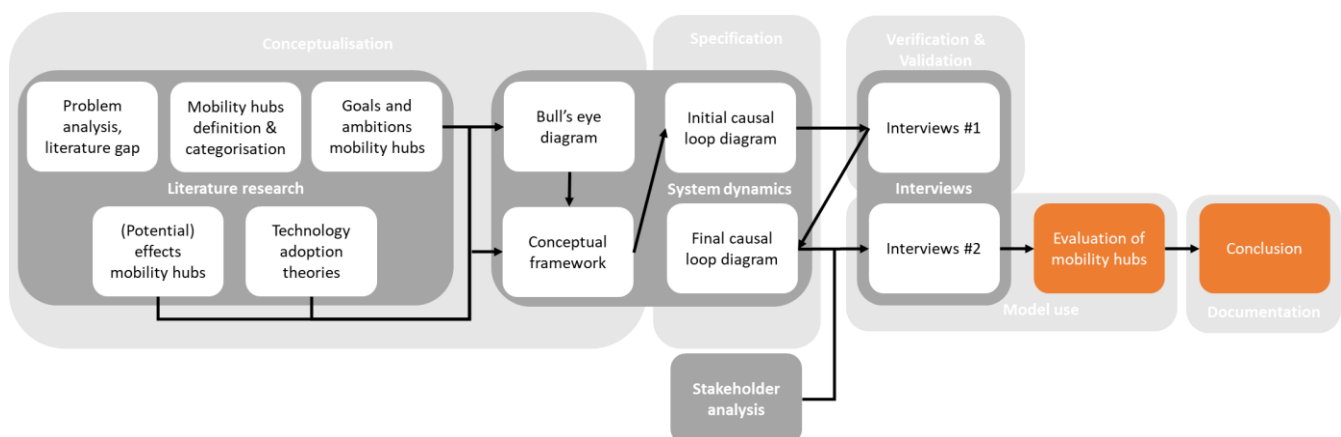 Conceptualisation
Specification
Verification &
Validation
Problem
analysis,
literature gap
Mobility hubs
definition &
categorisation
Goals and
ambitions
mobility hubs
Literature research
(Potential)
effects
mobility hubs
Technology
adoption
theories
Bull's eye
diagram
Conceptual
framework
Initial causal
loop diagram
System dynamics
Final causal
loop diagram
Interviews #1
Interviews
Interviews #2
Evaluation of
mobility hubs
Model use
Conclusion
Documentation
Stakeholder
analysis